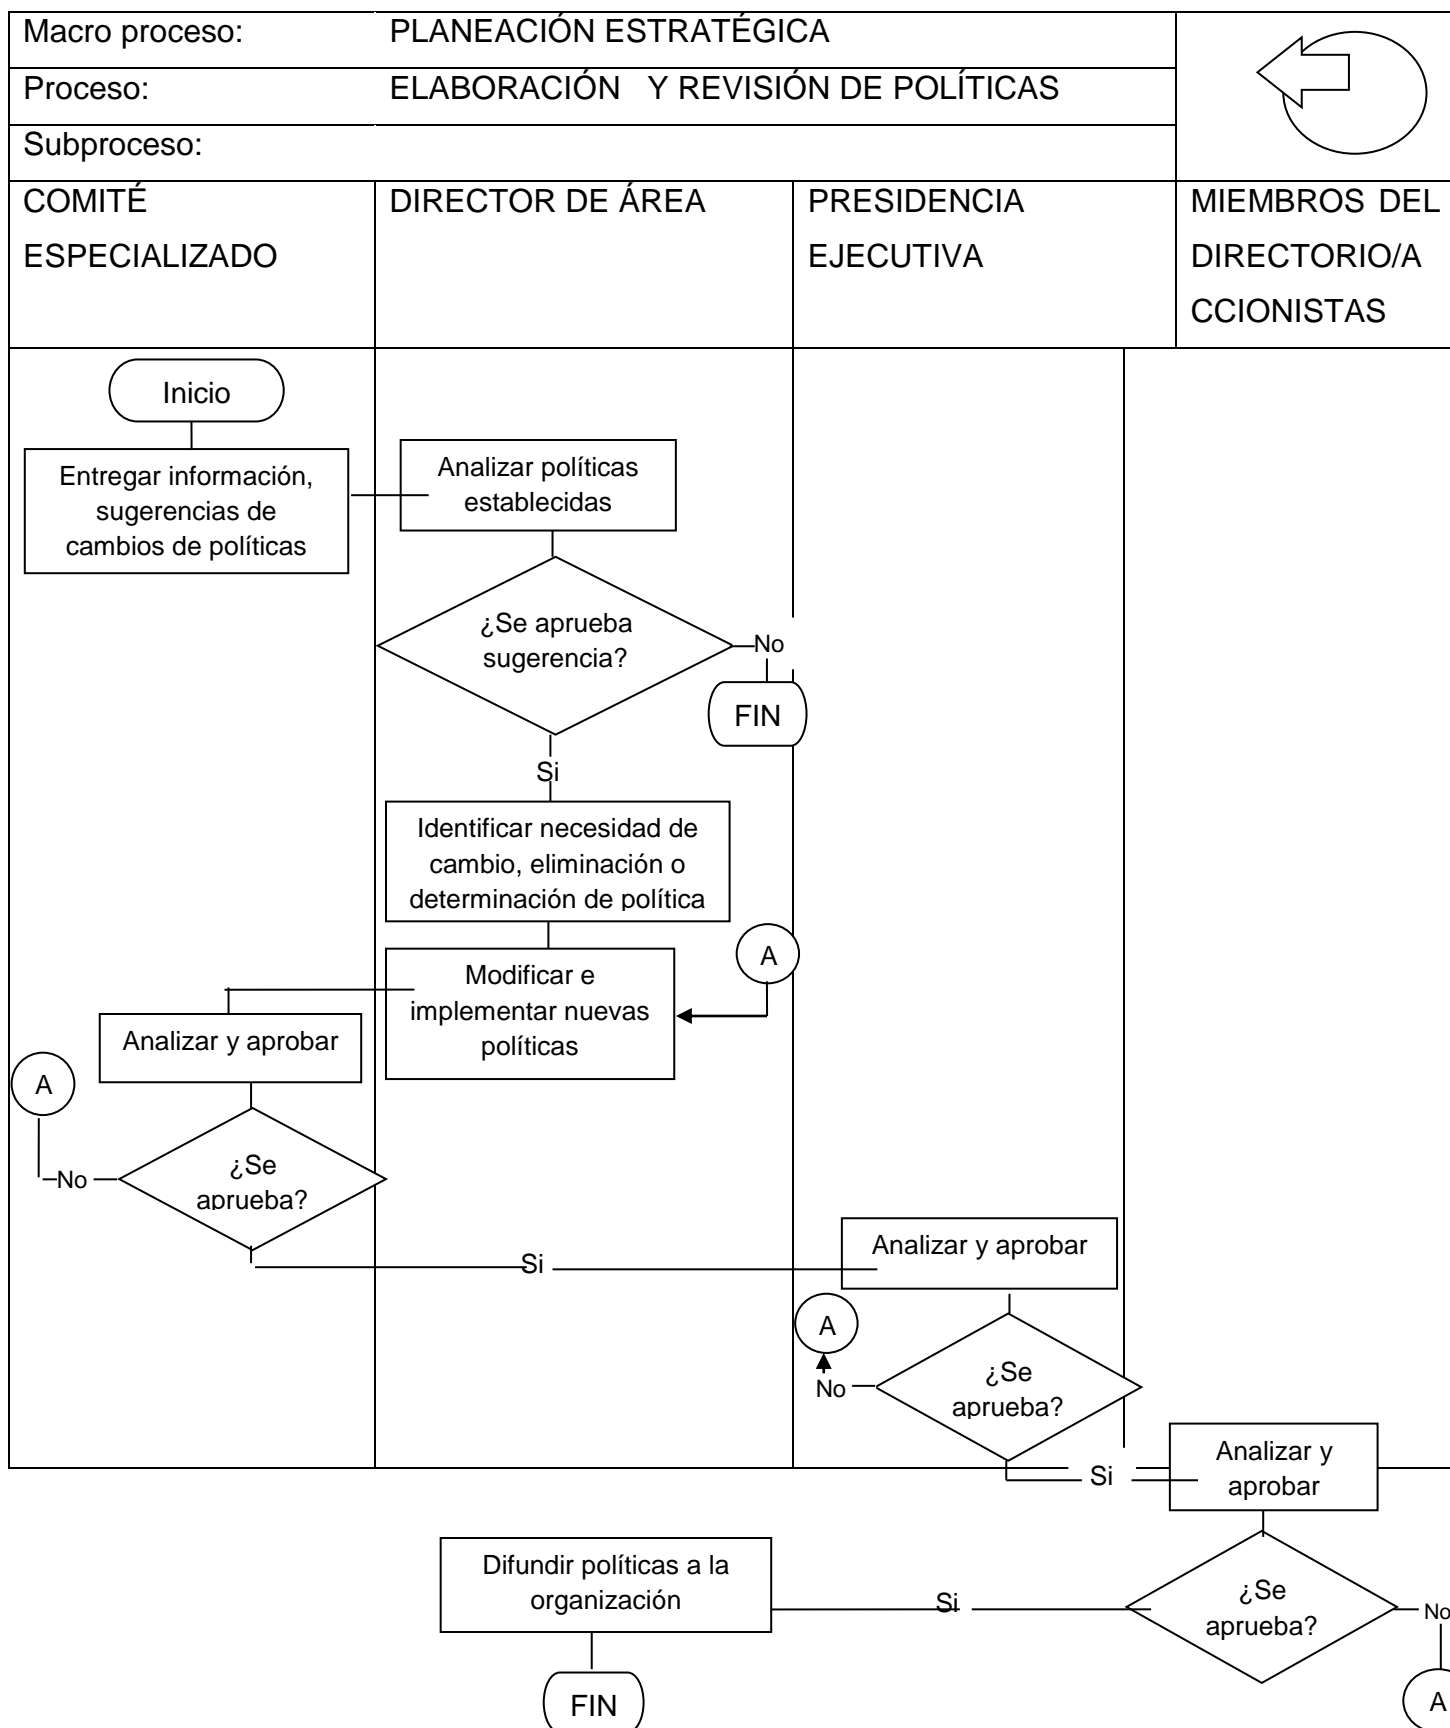 Macro proceso: PLANEACIÓN ESTRATÉGICA
Proceso: ELABORACIÓN Y REVISIÓN DE POLÍTICAS
Subproceso:
COMITÉ
ESPECIALIZADO
DIRECTOR DE ÁREA
PRESIDENCIA
EJECUTIVA
MIEMBROS DEL
DIRECTORIO/A
CCIONISTAS
Inicio
Entregar información,
sugerencias de
cambios de políticas
Analizar políticas
establecidas
¿Se aprueba
sugerencia?
No
FIN
Si
Identificar necesidad de
cambio, eliminación o
determinación de política
A
Modificar e
implementar nuevas
políticas
Analizar y aprobar
A
¿Se
aprueba?
No
Si
Analizar y aprobar
A
¿Se
aprueba?
No
Si
Analizar y
aprobar
¿Se
aprueba?
No
A
Si
Difundir políticas a la
organización
FIN